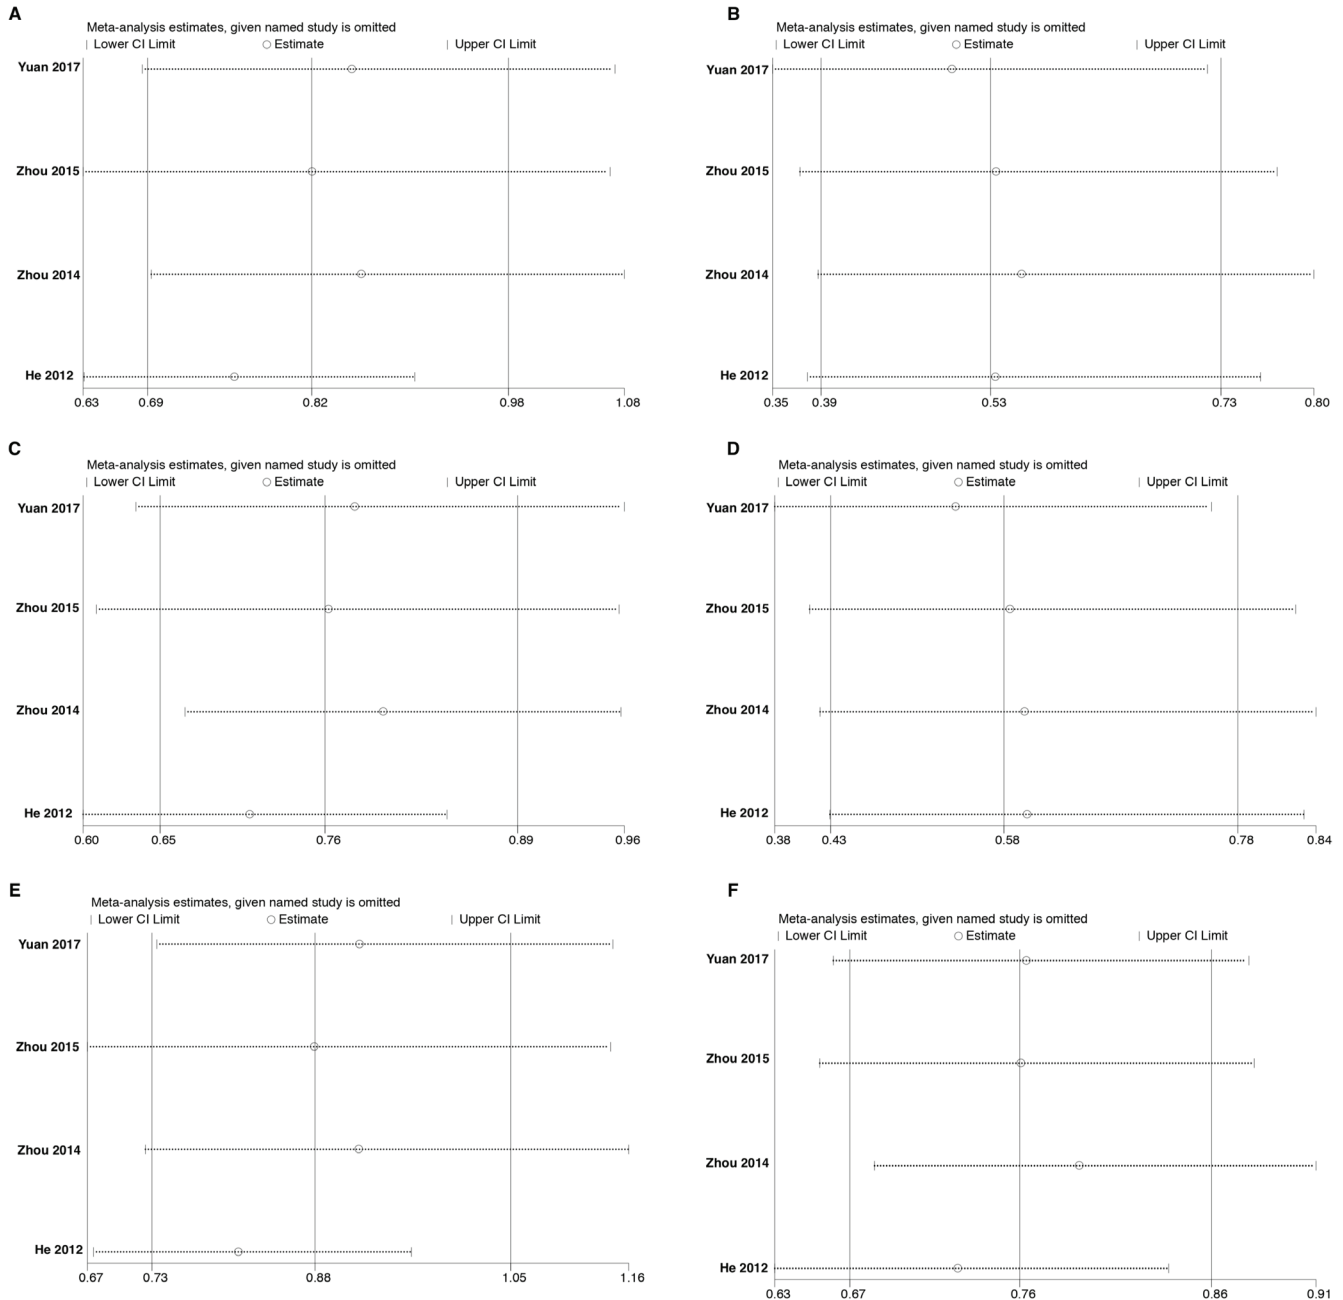 A
Meta-analysis estimates, given named study is omitted
| Lower CI Limit ○ Estimate | Upper CI Limit
Yuan 2017
Zhou 2015
Zhou 2014
He 2012
0.63 0.69 0.82 0.98 1.08
B
Meta-analysis estimates, given named study is omitted
| Lower CI Limit ○ Estimate | Upper CI Limit
Yuan 2017
Zhou 2015
Zhou 2014
He 2012
0.35 0.39 0.53 0.73 0.80
C
Meta-analysis estimates, given named study is omitted
| Lower CI Limit ○ Estimate | Upper CI Limit
Yuan 2017
Zhou 2015
Zhou 2014
He 2012
0.60 0.65 0.76 0.89 0.96
D
Meta-analysis estimates, given named study is omitted
| Lower CI Limit ○ Estimate | Upper CI Limit
Yuan 2017
Zhou 2015
Zhou 2014
He 2012
0.38 0.43 0.58 0.78 0.84
E
Meta-analysis estimates, given named study is omitted
| Lower CI Limit ○ Estimate | Upper CI Limit
Yuan 2017
Zhou 2015
Zhou 2014
He 2012
0.67 0.73 0.88 1.05 1.16
F
Meta-analysis estimates, given named study is omitted
| Lower CI Limit ○ Estimate | Upper CI Limit
Yuan 2017
Zhou 2015
Zhou 2014
He 2012
0.63 0.67 0.76 0.86 0.91